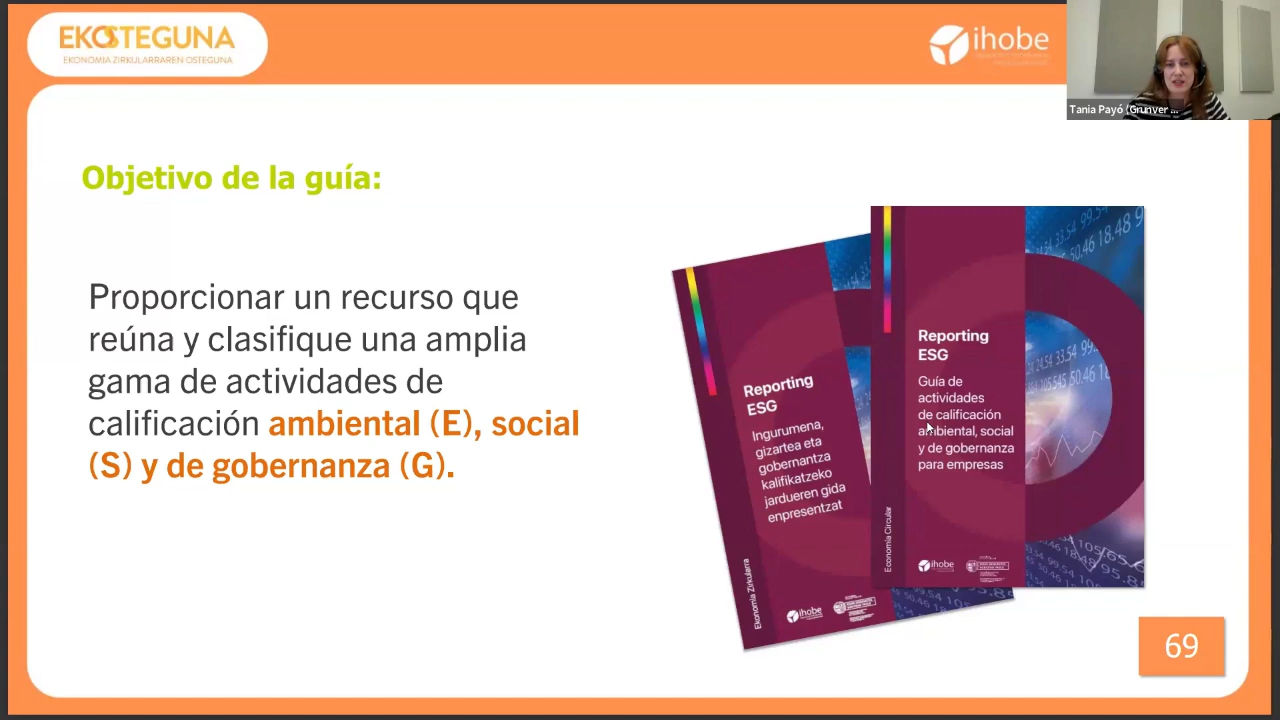 EKOSTEGUNA
EKONOMIA ZIRKULARRAREN OSTEGUNA
ihobe
Tania Payó (Grunver ...
Objetivo de la guía:
Proporcionar un recurso que
reúna y clasifique una amplia
gama de actividades de
calificación ambiental (E), social
(S) y de gobernanza (G).
Reporting
ESG
Ingurumena,
gizartea eta
gobernantza
kalifikatzeko
jardueren gida
enpresentzat
Ekonomia Zirkularra
ihobe
Reporting
ESG
Guía de
actividades
de calificación
ambiental, social
y de gobernanza
para empresas
Economía Circular
ihobe
69